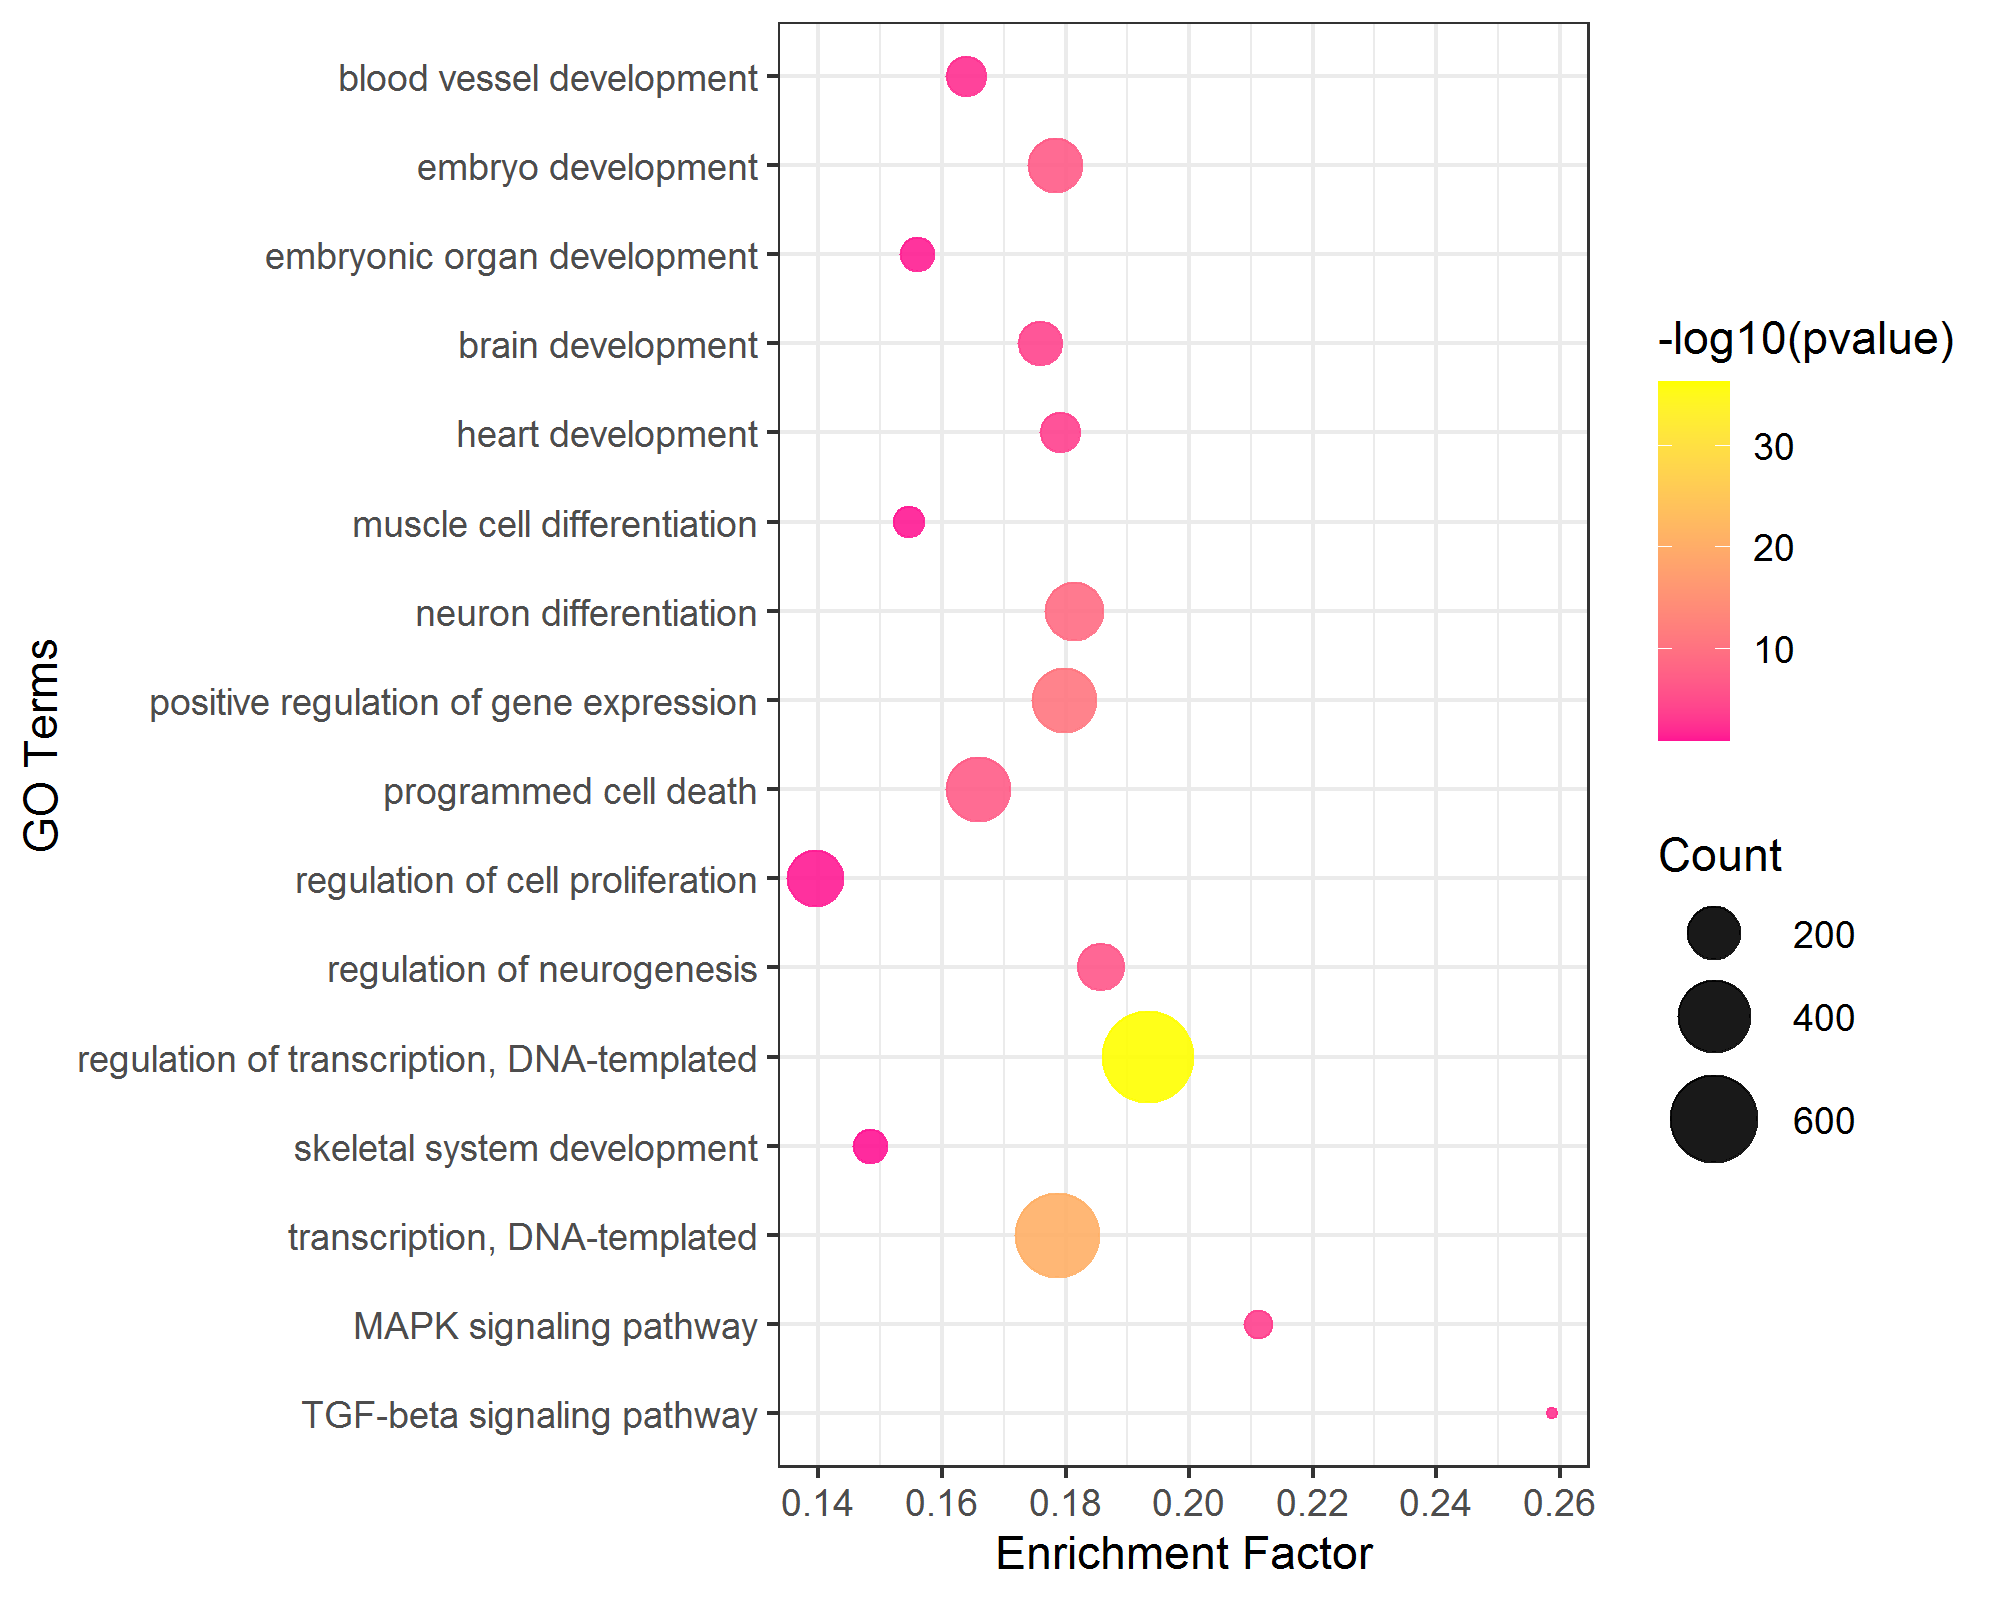 blood vessel development
embryo development
embryonic organ development
brain development
heart development
muscle cell differentiation
neuron differentiation
positive regulation of gene expression
programmed cell death
regulation of cell proliferation
regulation of neurogenesis
regulation of transcription, DNA-templated
skeletal system development
transcription, DNA-templated
MAPK signaling pathway
TGF-beta signaling pathway
GO Terms
0.14 0.16 0.18 0.20 0.22 0.24 0.26
Enrichment Factor
-log10(pvalue)
30
20
10
Count
200
400
600